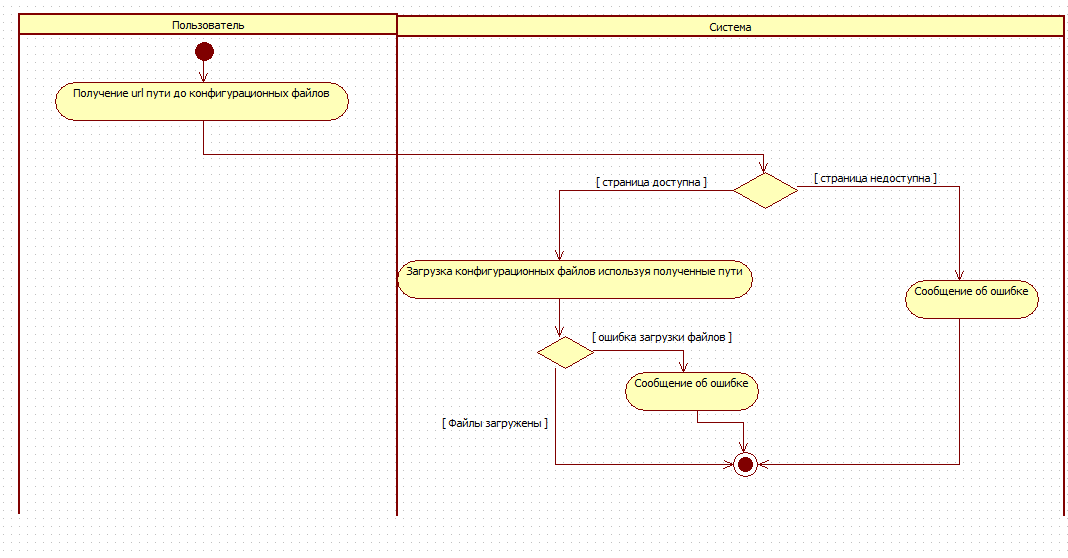 Пользователь
Система
Получение url пути до конфигурационных файлов
[ страница доступна ]
[ страница недоступна ]
Загрузка конфигурационных файлов используя полученные пути
Сообщение об ошибке
[ ошибка загрузки файлов ]
Сообщение об ошибке
[ Файлы загружены ]